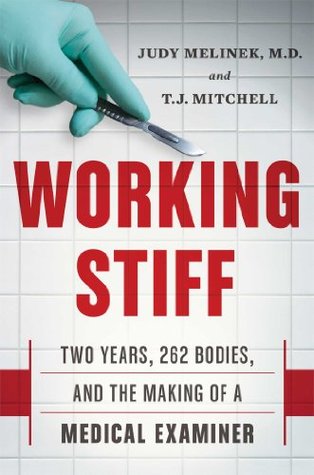 JUDY MELINEK, M.D.
and
T.J. MITCHELL
WORKING
STIFF
TWO YEARS, 262 BODIES,
AND THE MAKING OF A
MEDICAL EXAMINER